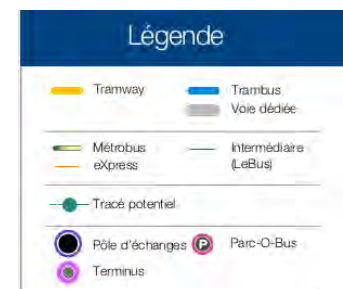 Légende
Tramway
Trambus
Voie dédiée
Métrobus
eXpress
Intermédiaire
(LeBus)
Tracé potentiel
Pôle d'échanges
P
Parc-O-Bus
Terminus